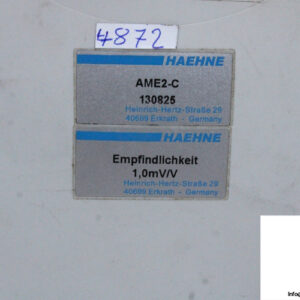 4872
HAEHNE
AME2-C
130825
Heinrich-Hertz-Straße 29
40699 Erkrath - Germany
HAEHNE
Empfindlichkeit
1,0mV/V
Heinrich-Hertz-Straße 29
40699 Erkrath - Germany